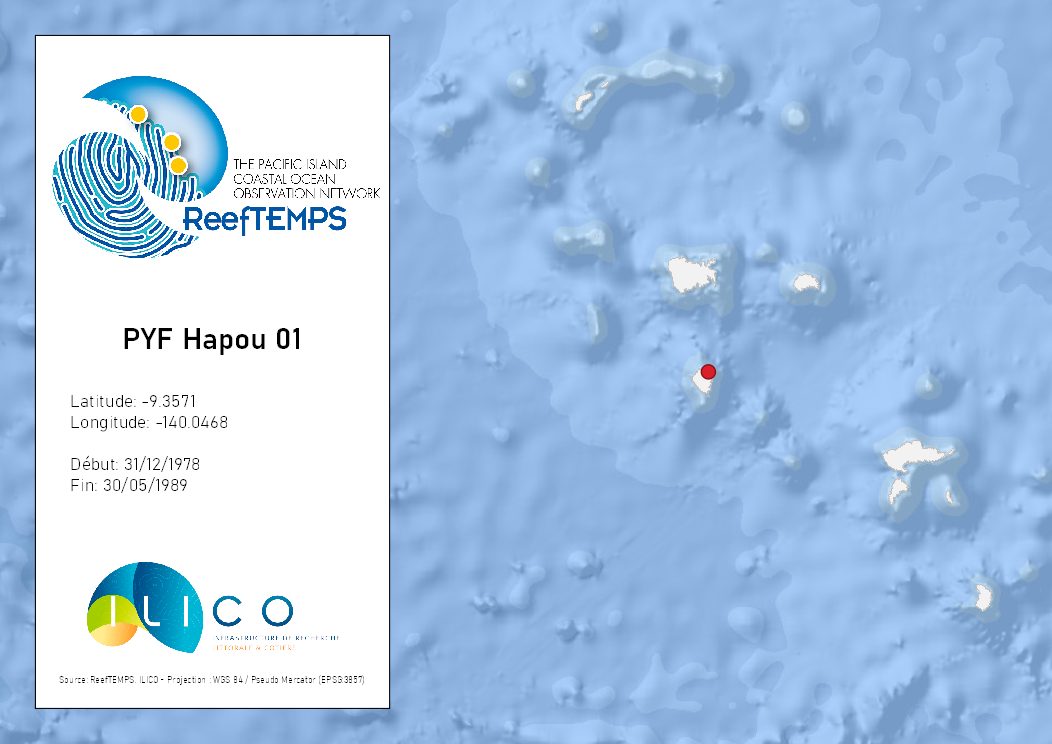 THE PACIFIC ISLAND
COASTAL OCEAN
OBSERVATION NETWORK
ReefTEMPS
PYF Hapou 01
Latitude: -9.3571
Longitude: -140.0468
Début: 31/12/1978
Fin: 30/05/1989
ILICO
INFRASTRUCTURE DE RECHERCHE
LITTORALE & CÔTIÈRE
Source: ReefTEMPS, ILICO - Projection : WGS 84 / Pseudo Mercator (EPSG:3857)